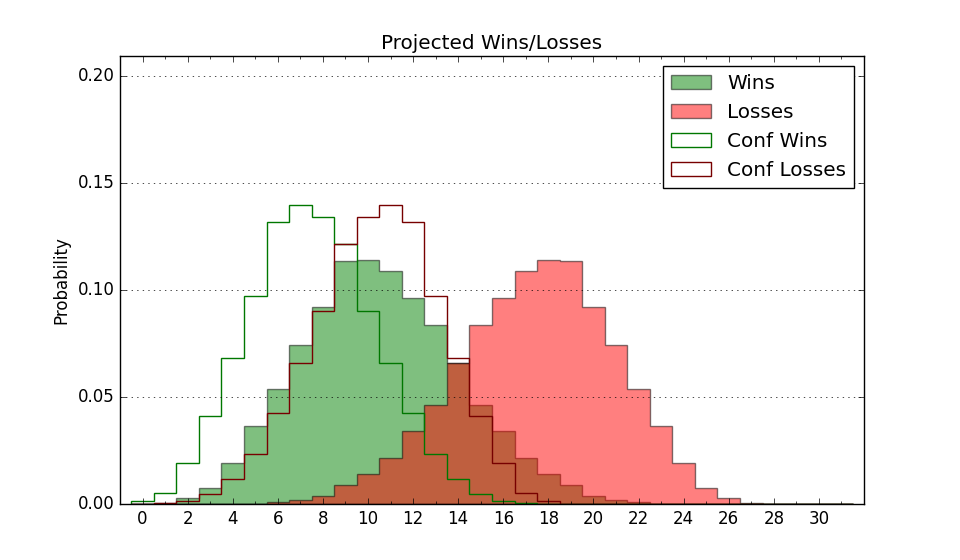 Projected Wins/Losses
Wins
Losses
Conf Wins
Conf Losses
Probability
0.20
0.15
0.10
0.05
0.00
0 2 4 6 8 10 12 14 16 18 20 22 24 26 28 30